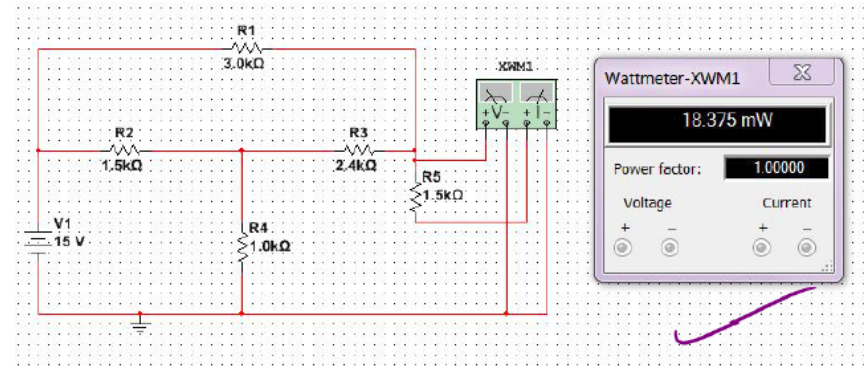 R1
3.0kΩ
XWM1
V
I
+ - + -
R2
1.5kΩ
R3
2.4kΩ
R5
1.5kΩ
V1
15 V
R4
1.0kΩ
Wattmeter-XWM1
18.375 mW
Power factor: 1.00000
Voltage Current
+ - + -